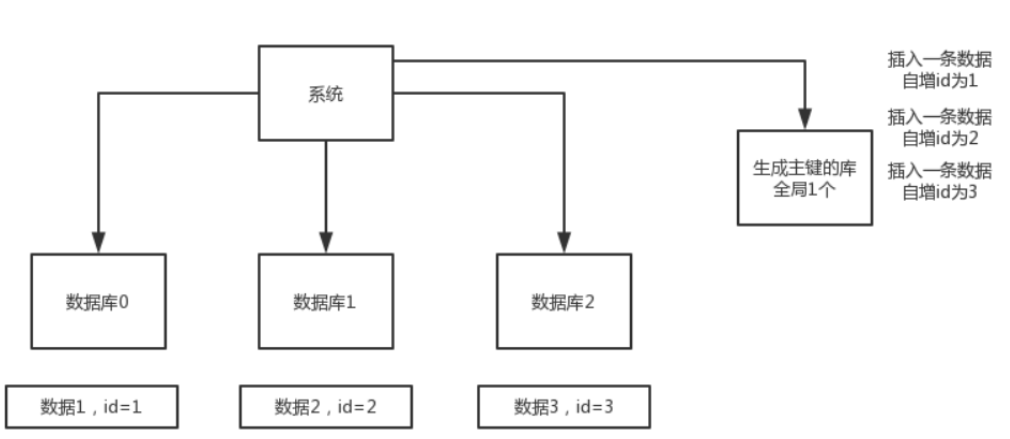 系统
插入一条数据
自增id为1
插入一条数据
自增id为2
生成主键的库
全局1个
插入一条数据
自增id为3
数据库0
数据库1
数据库2
数据1，id=1
数据2，id=2
数据3，id=3